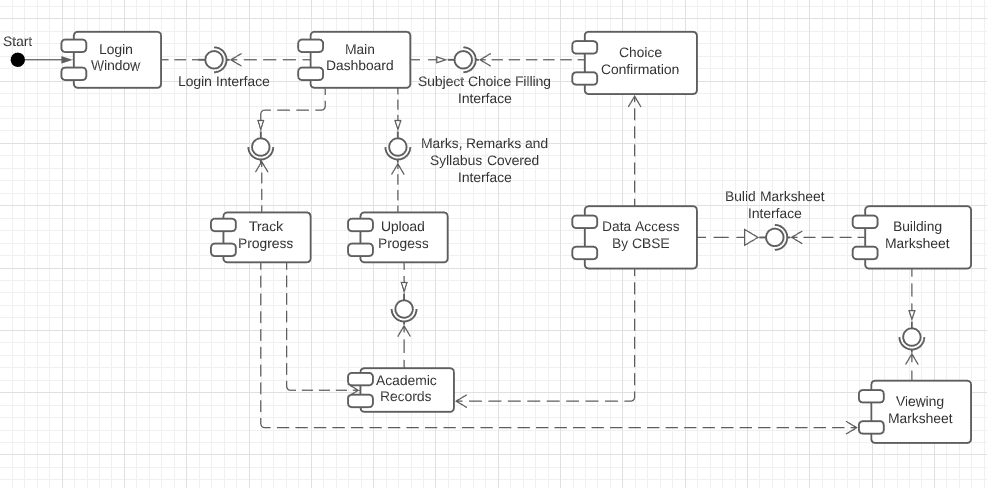 Start
Login
Window
Login Interface
Main
Dashboard
Subject Choice Filling
Interface
Choice
Confirmation
Marks, Remarks and
Syllabus Covered
Interface
Track
Progress
Upload
Progess
Data Access
By CBSE
Bulid Marksheet
Interface
Building
Marksheet
Academic
Records
Viewing
Marksheet